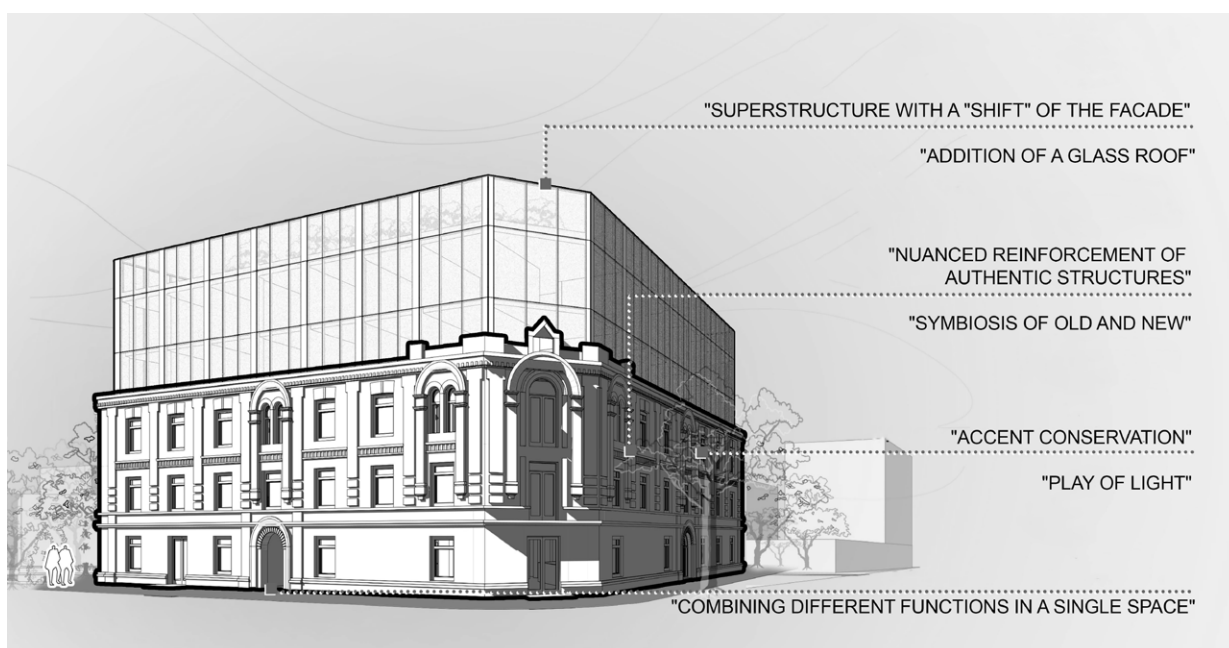 "SUPERSTRUCTURE WITH A "SHIFT" OF THE FACADE"
"ADDITION OF A GLASS ROOF"
"NUANCED REINFORCEMENT OF
AUTHENTIC STRUCTURES"
"SYMBIOSIS OF OLD AND NEW"
"ACCENT CONSERVATION"
"PLAY OF LIGHT"
"COMBINING DIFFERENT FUNCTIONS IN A SINGLE SPACE"